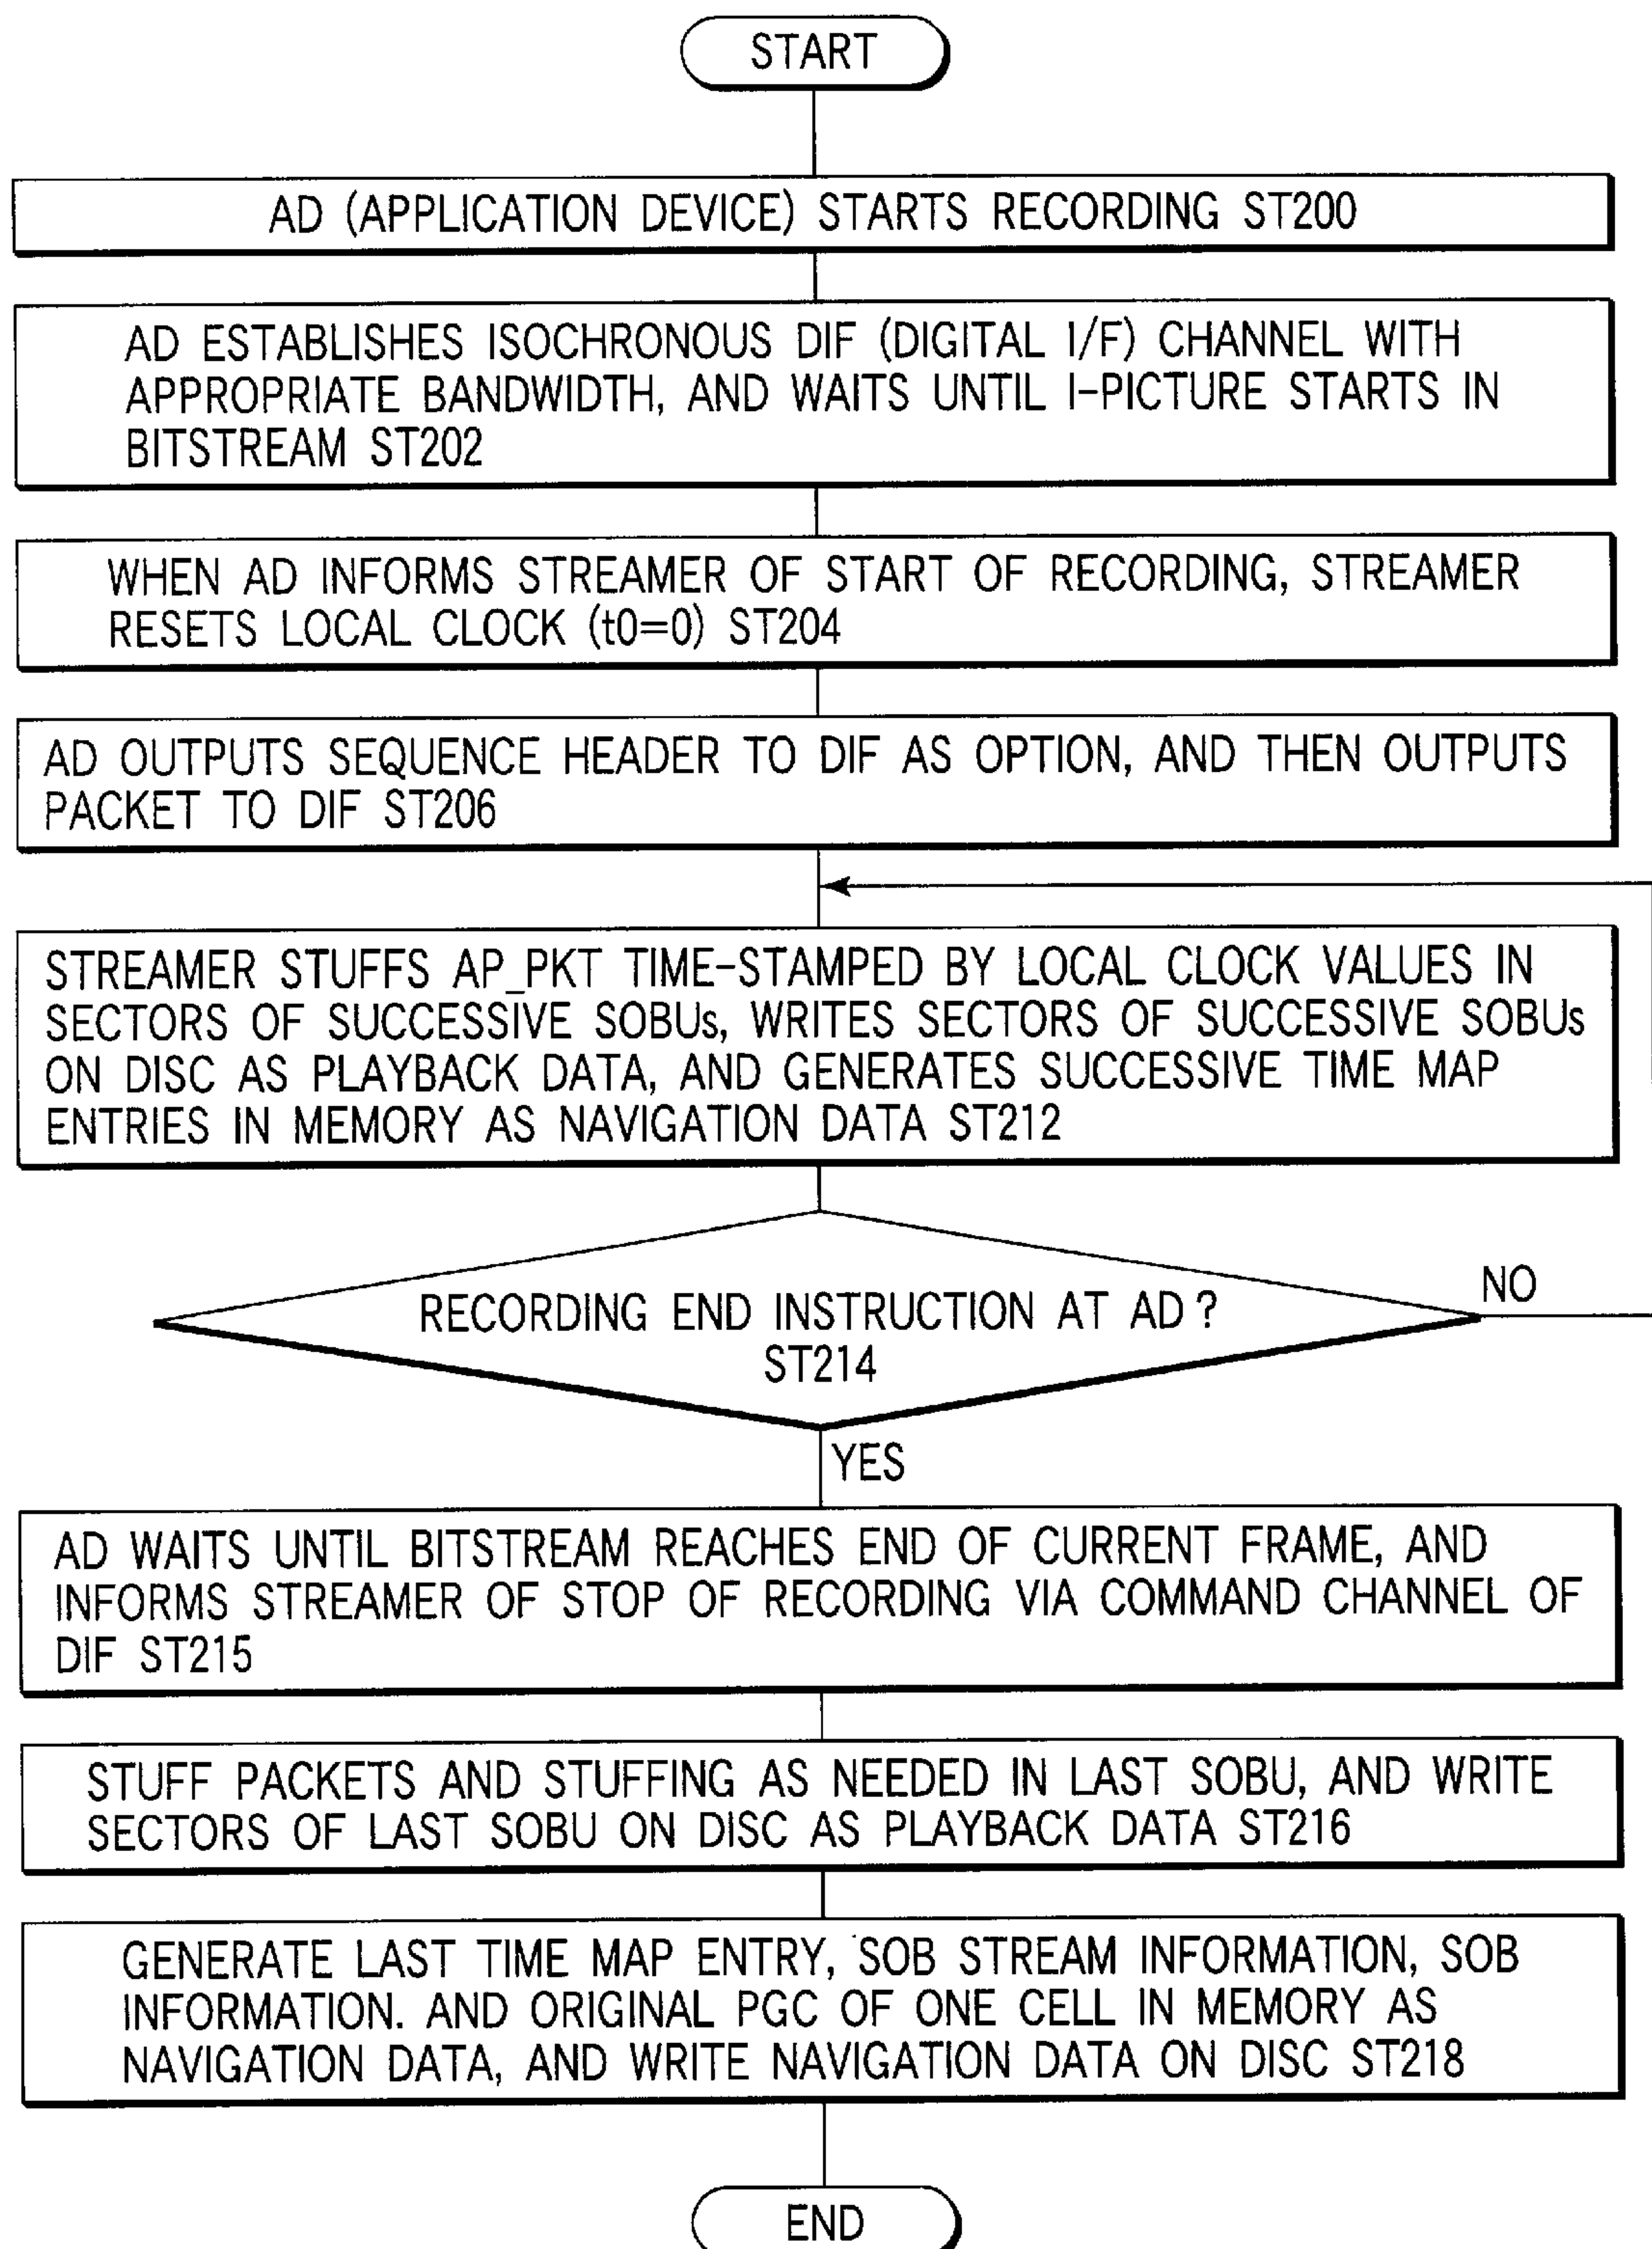 START
AD (APPLICATION DEVICE) STARTS RECORDING ST200
AD ESTABLISHES ISOCHRONOUS DIF (DIGITAL I/F) CHANNEL WITH
APPROPRIATE BANDWIDTH, AND WAITS UNTIL I-PICTURE STARTS IN
BITSTREAM ST202
WHEN AD INFORMS STREAMER OF START OF RECORDING, STREAMER
RESETS LOCAL CLOCK (t0=0) ST204
AD OUTPUTS SEQUENCE HEADER TO DIF AS OPTION, AND THEN OUTPUTS
PACKET TO DIF ST206
STREAMER STUFFS AP_PKT TIME-STAMPED BY LOCAL CLOCK VALUES IN
SECTORS OF SUCCESSIVE SOBUs, WRITES SECTORS OF SUCCESSIVE SOBUs
ON DISC AS PLAYBACK DATA, AND GENERATES SUCCESSIVE TIME MAP
ENTRIES IN MEMORY AS NAVIGATION DATA ST212
NO
RECORDING END INSTRUCTION AT AD ?
ST214
YES
AD WAITS UNTIL BITSTREAM REACHES END OF CURRENT FRAME, AND
INFORMS STREAMER OF STOP OF RECORDING VIA COMMAND CHANNEL OF
DIF ST215
STUFF PACKETS AND STUFFING AS NEEDED IN LAST SOBU, AND WRITE
SECTORS OF LAST SOBU ON DISC AS PLAYBACK DATA ST216
GENERATE LAST TIME MAP ENTRY, SOB STREAM INFORMATION, SOB
INFORMATION. AND ORIGINAL PGC OF ONE CELL IN MEMORY AS
NAVIGATION DATA, AND WRITE NAVIGATION DATA ON DISC ST218
END